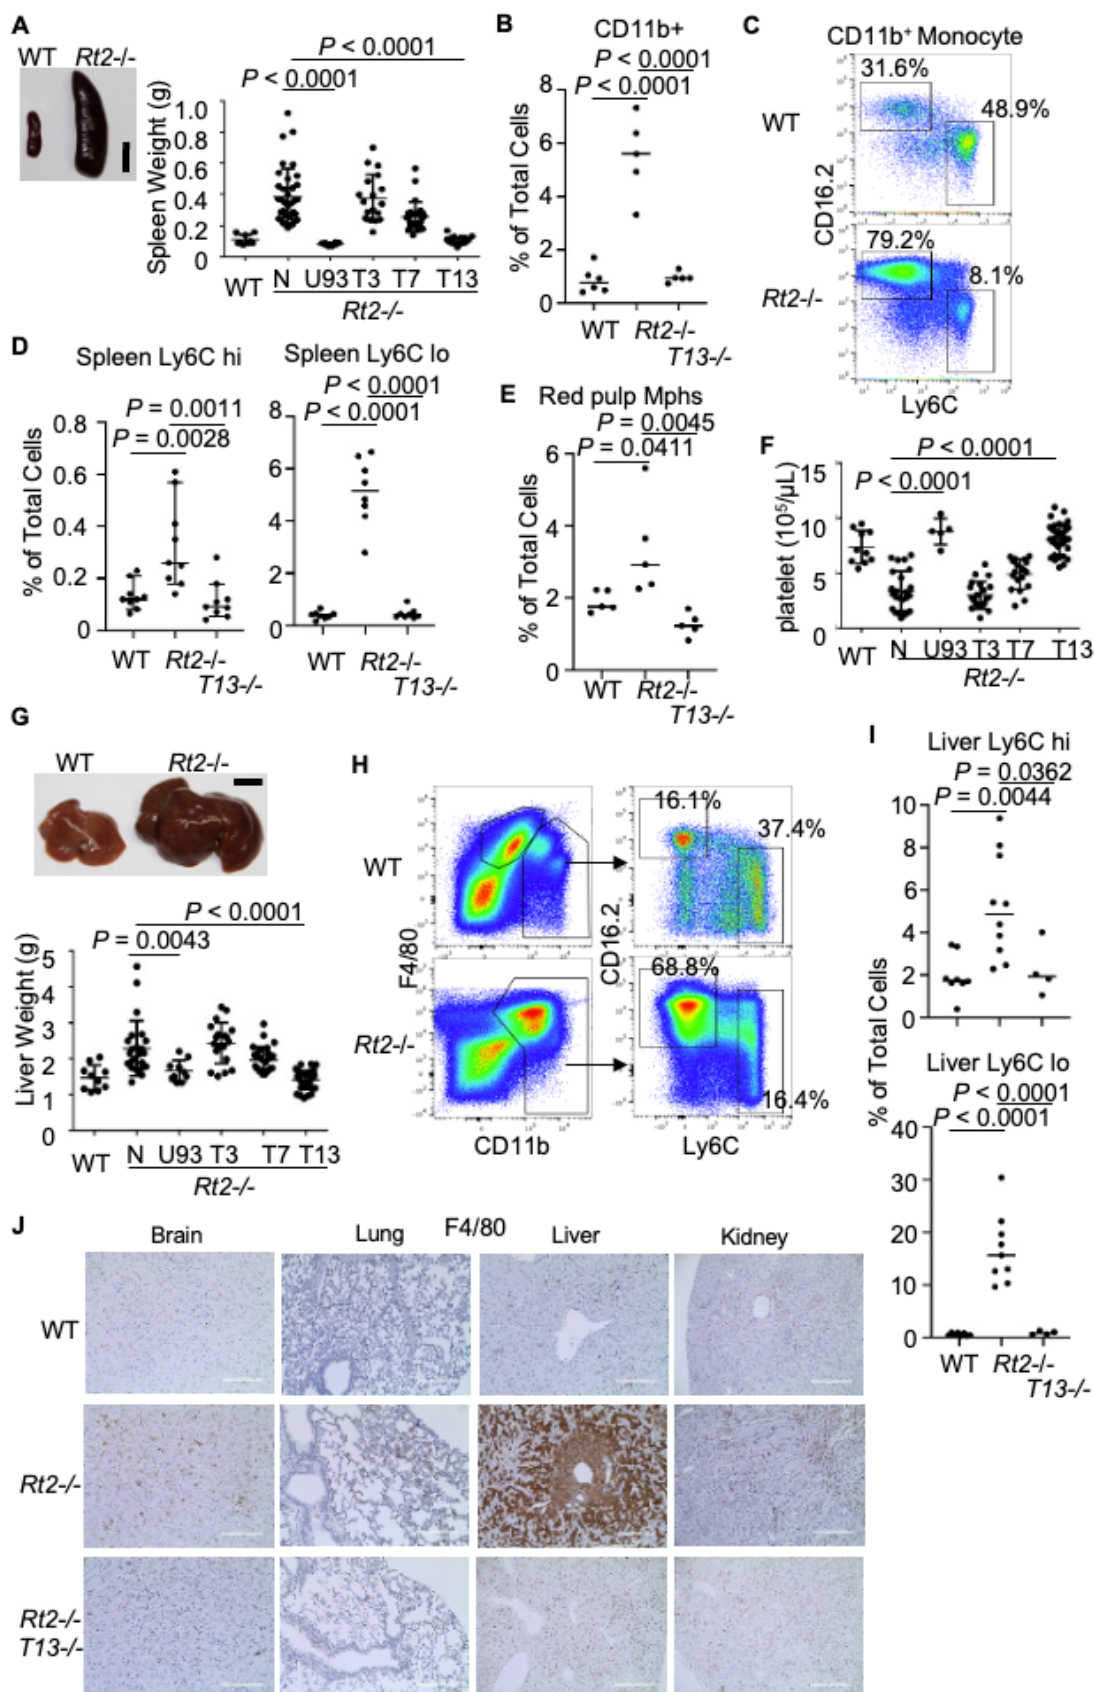 A
WT Rt2-/-
P < 0.0001
P < 0.0001
Spleen Weight (g)
1.0
0.8
0.6
0.4
0.2
0
WT N U93 T3 T7 T13
Rt2-/-
B
CD11b+
P < 0.0001
P < 0.0001
% of Total Cells
8
6
4
2
0
WT Rt2-/-
T13-/-
C
CD11b+ Monocyte
31.6%
48.9%
WT
CD16.2
79.2%
8.1%
Rt2-/-
Ly6C
D
Spleen Ly6C hi
P = 0.0011
P = 0.0028
% of Total Cells
0.8
0.6
0.4
0.2
0
WT Rt2-/-
T13-/-
Spleen Ly6C lo
P < 0.0001
P < 0.0001
8
6
4
2
0
WT Rt2-/-
T13-/-
E
Red pulp Mphs
P = 0.0045
P = 0.0411
% of Total Cells
6
4
2
0
WT Rt2-/-
T13-/-
F
P < 0.0001
P < 0.0001
platelet (10⁵/µL)
15
10
5
0
WT N U93 T3 T7 T13
Rt2-/-
G
WT Rt2-/-
P < 0.0001
P = 0.0043
Liver Weight (g)
5
4
3
2
1
0
WT N U93 T3 T7 T13
Rt2-/-
H
WT
16.1%
37.4%
F4/80
CD16.2
Rt2-/-
68.8%
16.4%
CD11b Ly6C
I
Liver Ly6C hi
P = 0.0362
P = 0.0044
10
8
6
4
2
0
% of Total Cells
Liver Ly6C lo
P < 0.0001
P < 0.0001
40
30
20
10
0
WT Rt2-/-
T13-/-
J
F4/80
Brain Lung Liver Kidney
WT
Rt2-/-
Rt2-/-
T13-/-